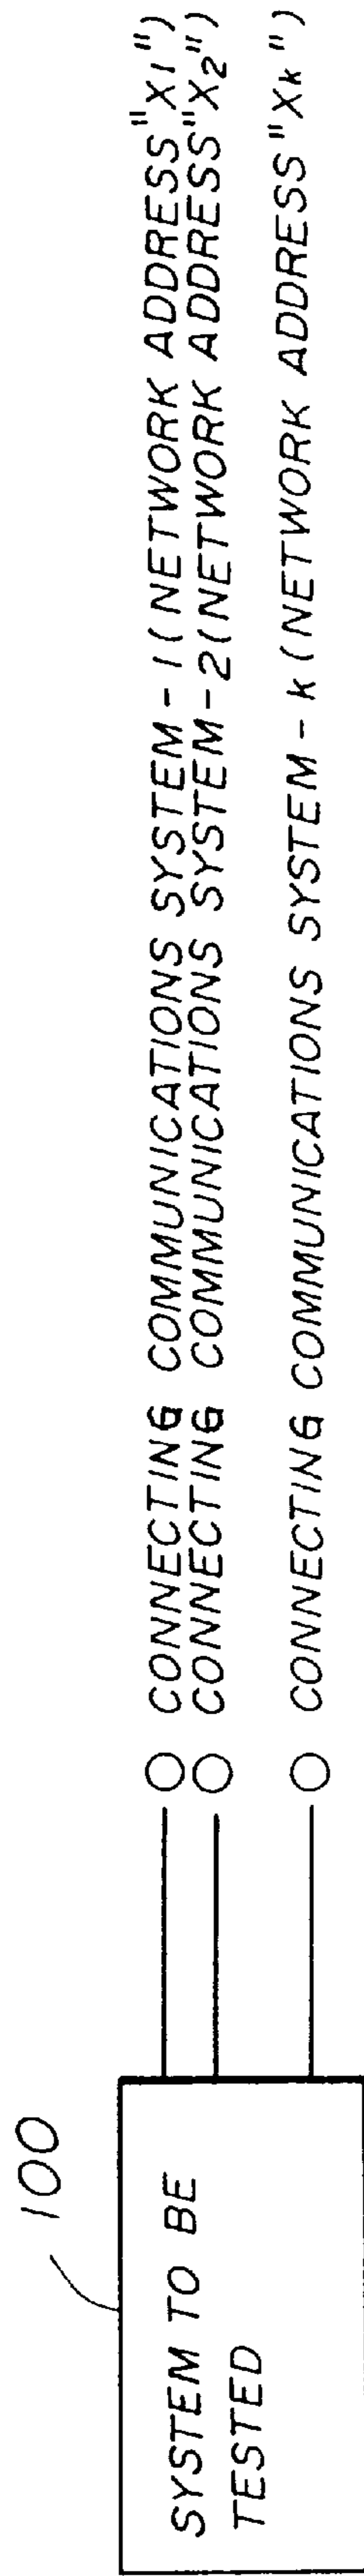 100
SYSTEM TO BE
TESTED
CONNECTING COMMUNICATIONS SYSTEM - 1 (NETWORK ADDRESS "X1")
CONNECTING COMMUNICATIONS SYSTEM - 2 (NETWORK ADDRESS "X2")
CONNECTING COMMUNICATIONS SYSTEM - k (NETWORK ADDRESS "Xk")